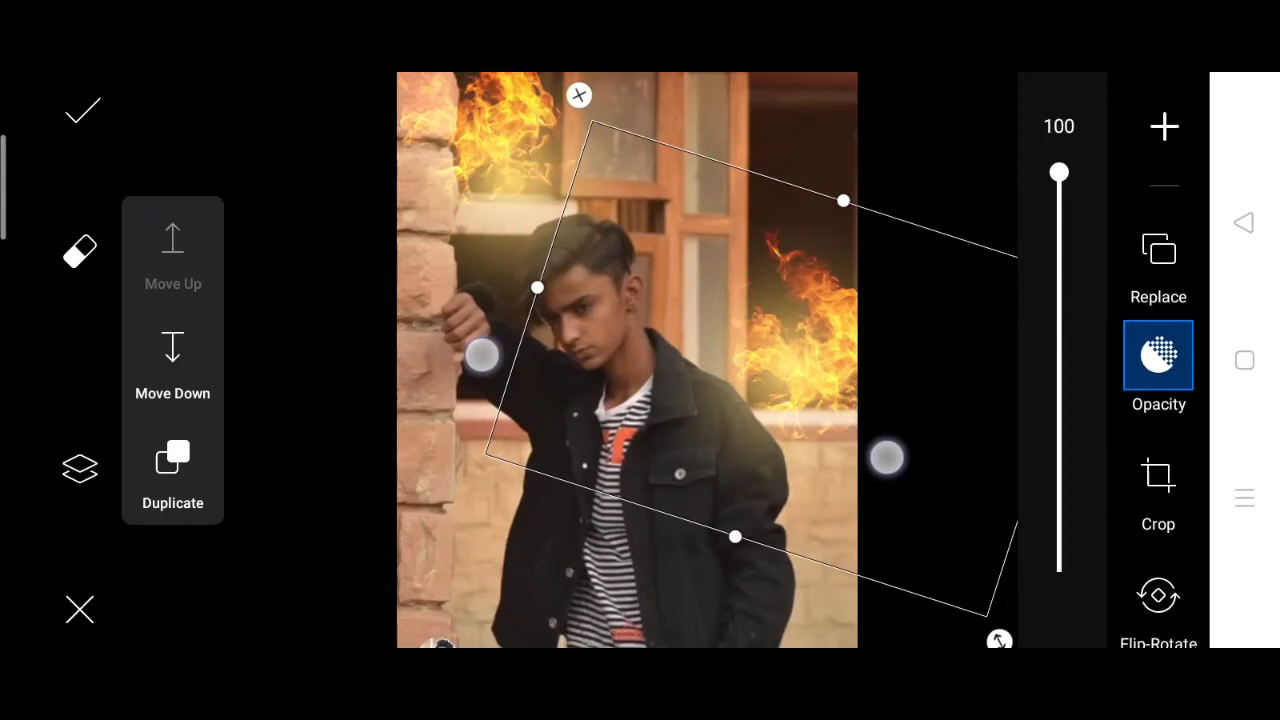 Move Up
Move Down
Duplicate
100
Replace
Opacity
Crop
Flip-Rotate